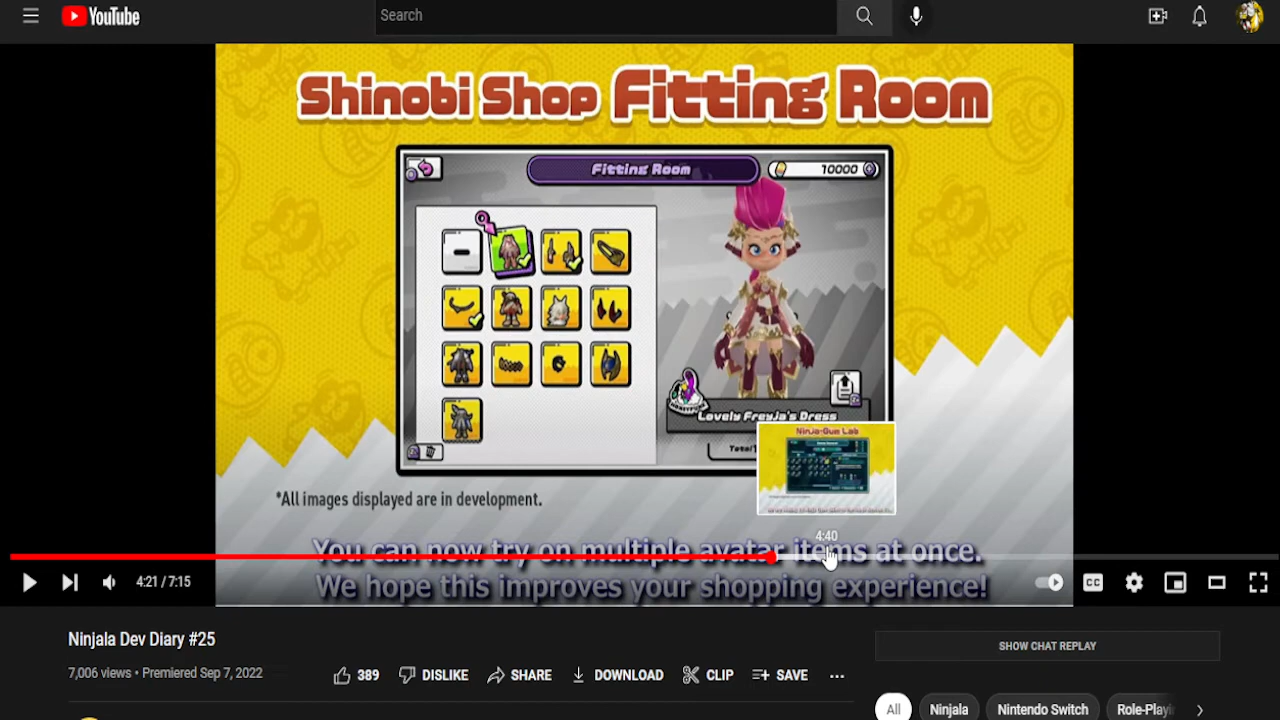 YouTube
Search
Shinobi Shop Fitting Room
Fitting Room
10000
HONEYPUNK
Lovely Freyja's Dress
Ninja-Gum Lab
*All images displayed are in development.
4:40
You can now try on multiple avatar items at once.
We hope this improves your shopping experience!
4:21 / 7:15
CC
Ninjala Dev Diary #25
7,006 views • Premiered Sep 7, 2022
389
DISLIKE
SHARE
DOWNLOAD
CLIP
SAVE
SHOW CHAT REPLAY
All
Ninjala
Nintendo Switch
Role-Playi